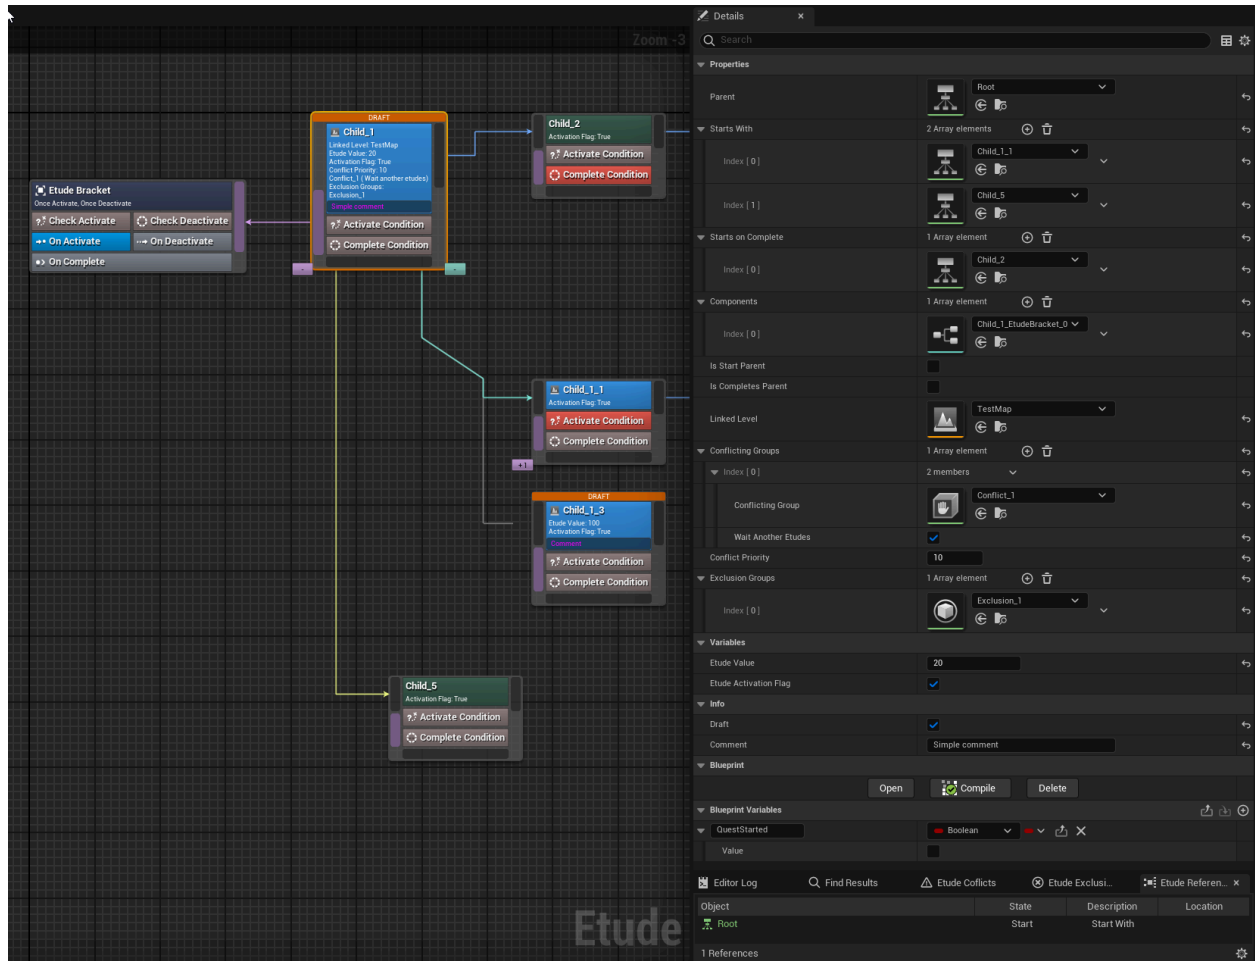 Zoom -3
DRAFT
Child_1
Linked Level: TestMap
Etude Value: 20
Activation Flag: True
Conflict Priority: 10
Conflict_1 ( Wait another etudes)
Exclusion Groups:
Exclusion_1
Simple comment
Activate Condition
Complete Condition
-
-
Child_2
Activation Flag: True
Activate Condition
Complete Condition
Etude Bracket
Once Activate, Once Deactivate
Check Activate
Check Deactivate
On Activate
On Deactivate
On Complete
Child_1_1
Activation Flag: True
Activate Condition
Complete Condition
+1
DRAFT
Child_1_3
Etude Value: 100
Activation Flag: True
Comment
Activate Condition
Complete Condition
Child_5
Activation Flag: True
Activate Condition
Complete Condition
Etude
Details
Search
Properties
Parent
Root
Starts With
2 Array elements
Index [ 0 ]
Child_1_1
Index [ 1 ]
Child_5
Starts on Complete
1 Array element
Index [ 0 ]
Child_2
Components
1 Array element
Index [ 0 ]
Child_1_EtudeBracket_0
Is Start Parent
Is Completes Parent
Linked Level
TestMap
Conflicting Groups
1 Array element
Index [ 0 ]
2 members
Conflicting Group
Conflict_1
Wait Another Etudes
Conflict Priority
10
Exclusion Groups
1 Array element
Index [ 0 ]
Exclusion_1
Variables
Etude Value
20
Etude Activation Flag
Info
Draft
Comment
Simple comment
Blueprint
Open
Compile
Delete
Blueprint Variables
QuestStarted
Boolean
Value
Editor Log
Find Results
Etude Coflicts
Etude Exclusi...
Etude Referen...
Object
State
Description
Location
Root
Start
Start With
1 References